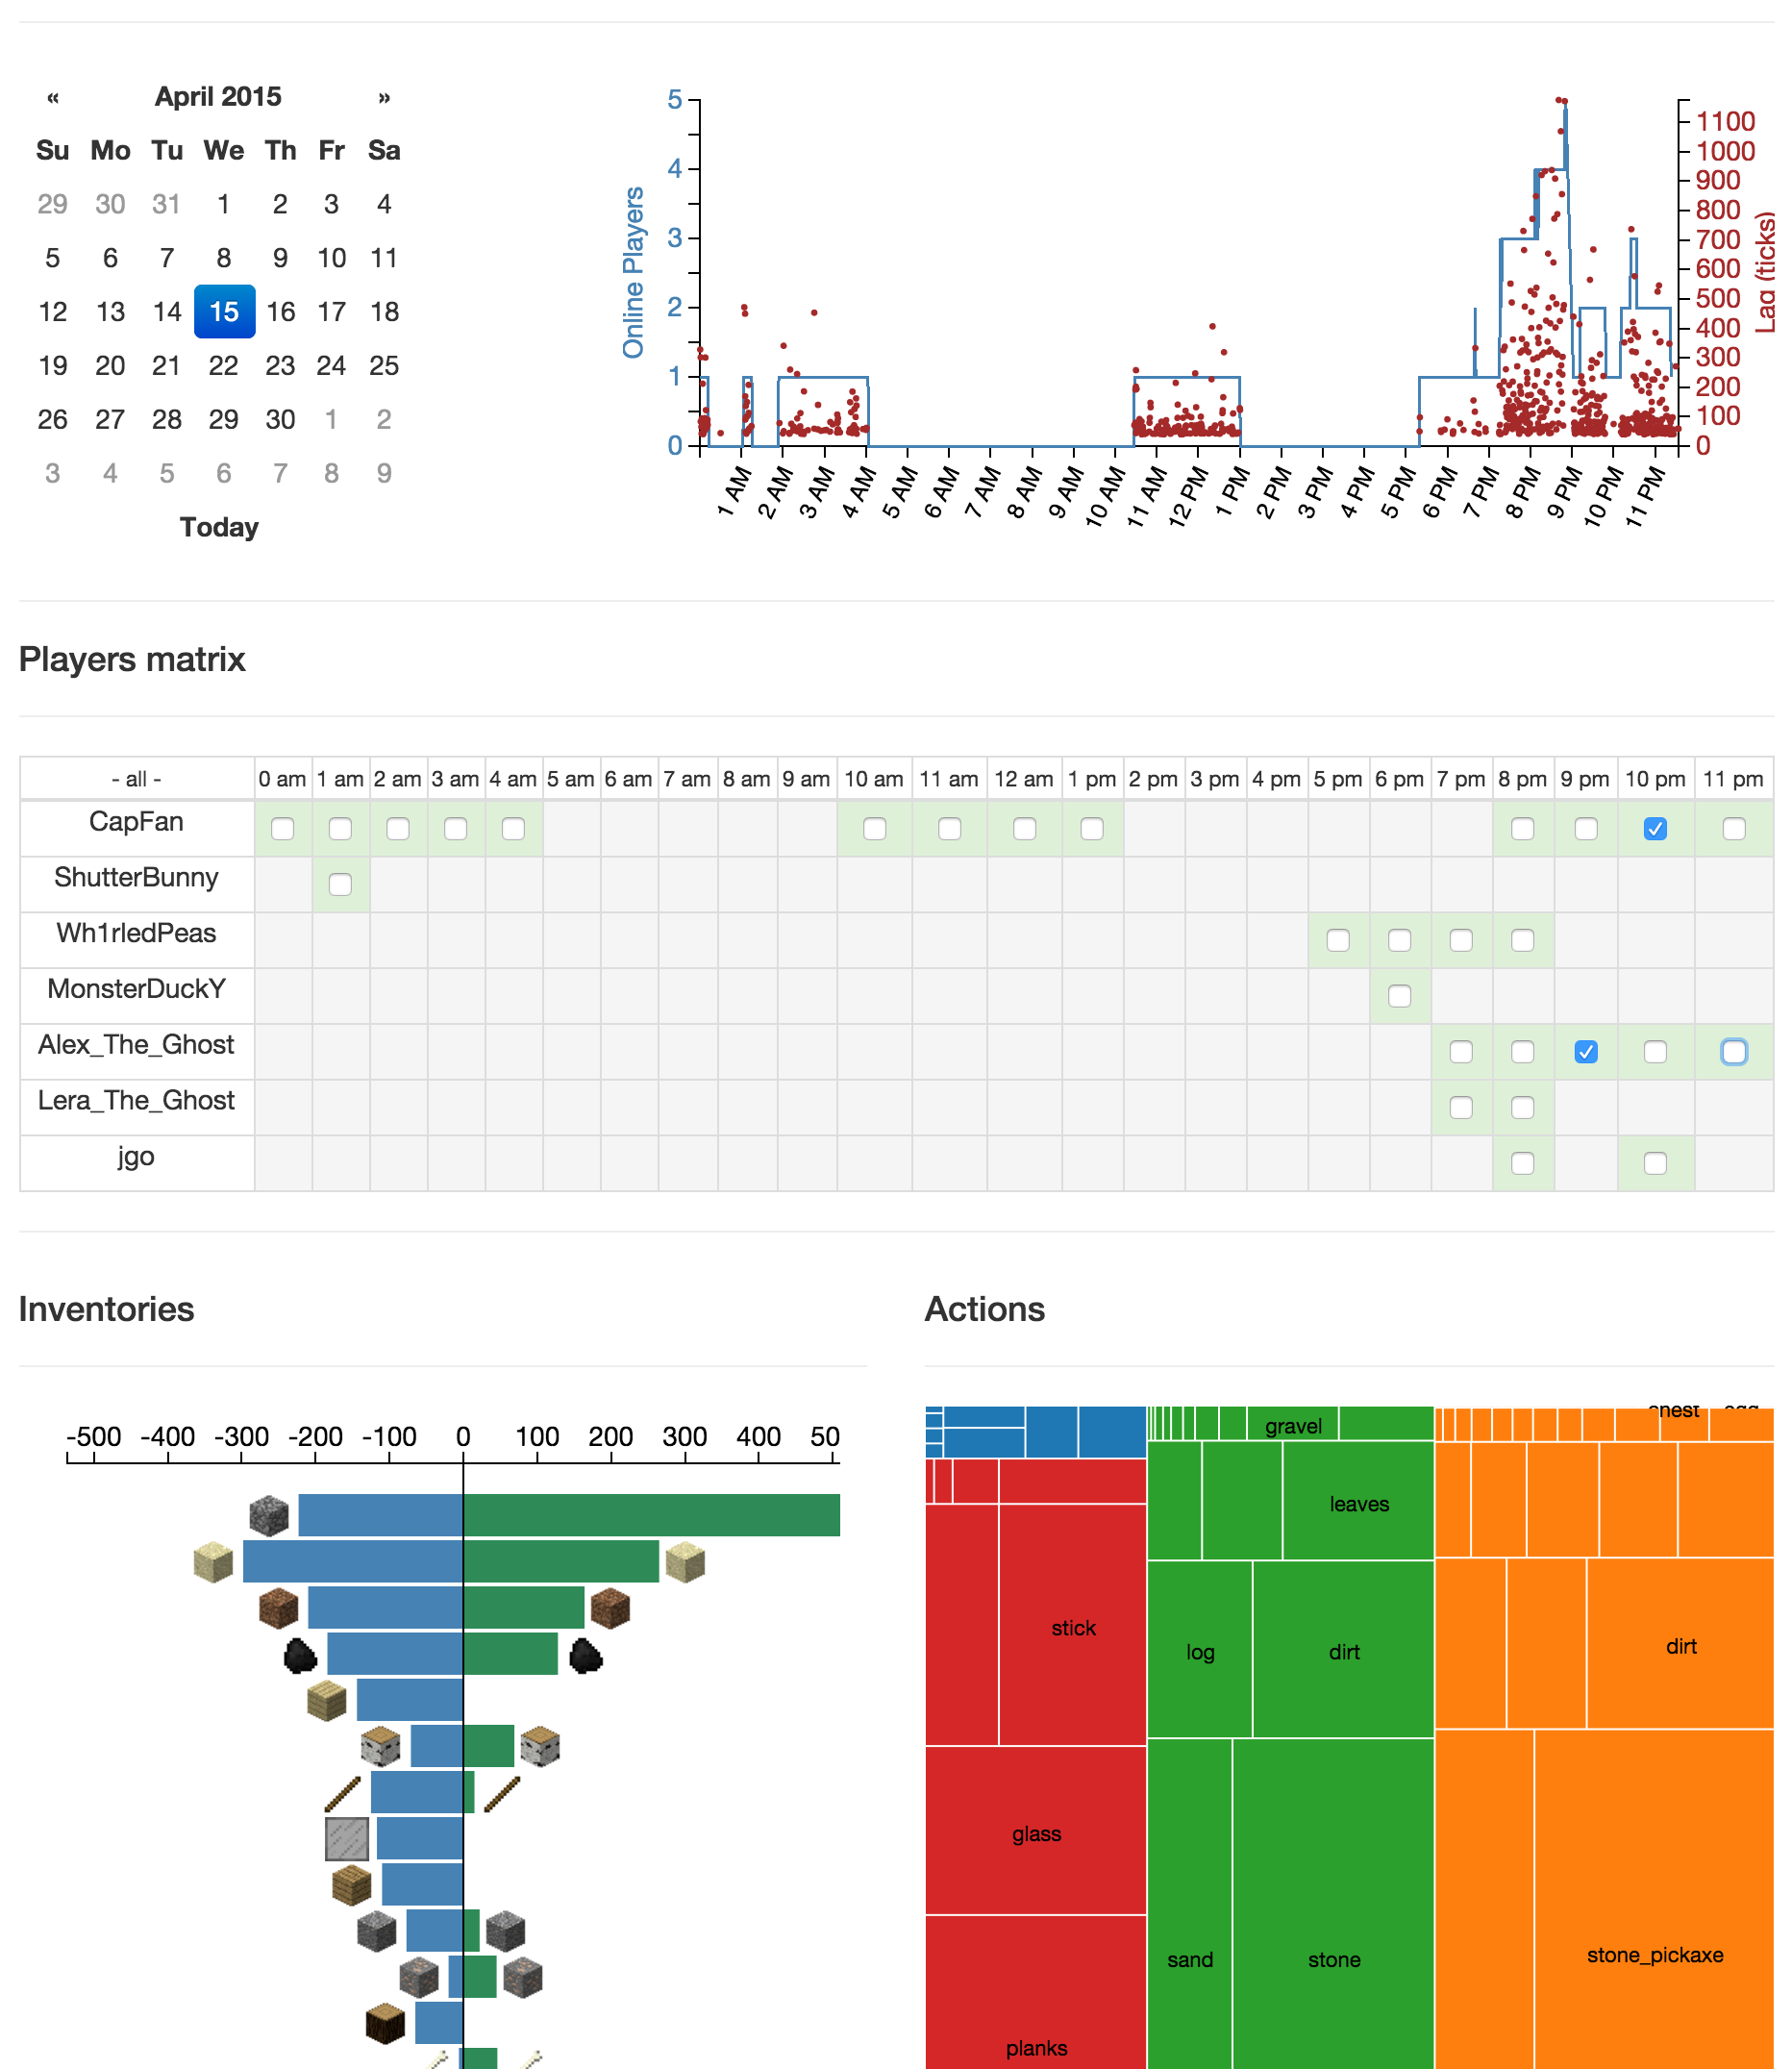 « April 2015 »
Su Mo Tu We Th Fr Sa
29 30 31 1 2 3 4
5 6 7 8 9 10 11
12 13 14 15 16 17 18
19 20 21 22 23 24 25
26 27 28 29 30 1 2
3 4 5 6 7 8 9
Today
Online Players
5
4
3
2
1
0
1 AM 2 AM 3 AM 4 AM 5 AM 6 AM 7 AM 8 AM 9 AM 10 AM 11 AM 12 PM 1 PM 2 PM 3 PM 4 PM 5 PM 6 PM 7 PM 8 PM 9 PM 10 PM 11 PM
1100
1000
900
800
700
600
500
400
300
200
100
0
Lag (ticks)
Players matrix
- all - 0 am 1 am 2 am 3 am 4 am 5 am 6 am 7 am 8 am 9 am 10 am 11 am 12 am 1 pm 2 pm 3 pm 4 pm 5 pm 6 pm 7 pm 8 pm 9 pm 10 pm 11 pm
CapFan
ShutterBunny
Wh1rledPeas
MonsterDuckY
Alex_The_Ghost
Lera_The_Ghost
jgo
Inventories
-500 -400 -300 -200 -100 0 100 200 300 400 50
Actions
gravel
leaves
stick
log
dirt
dirt
glass
sand
stone
stone_pickaxe
planks